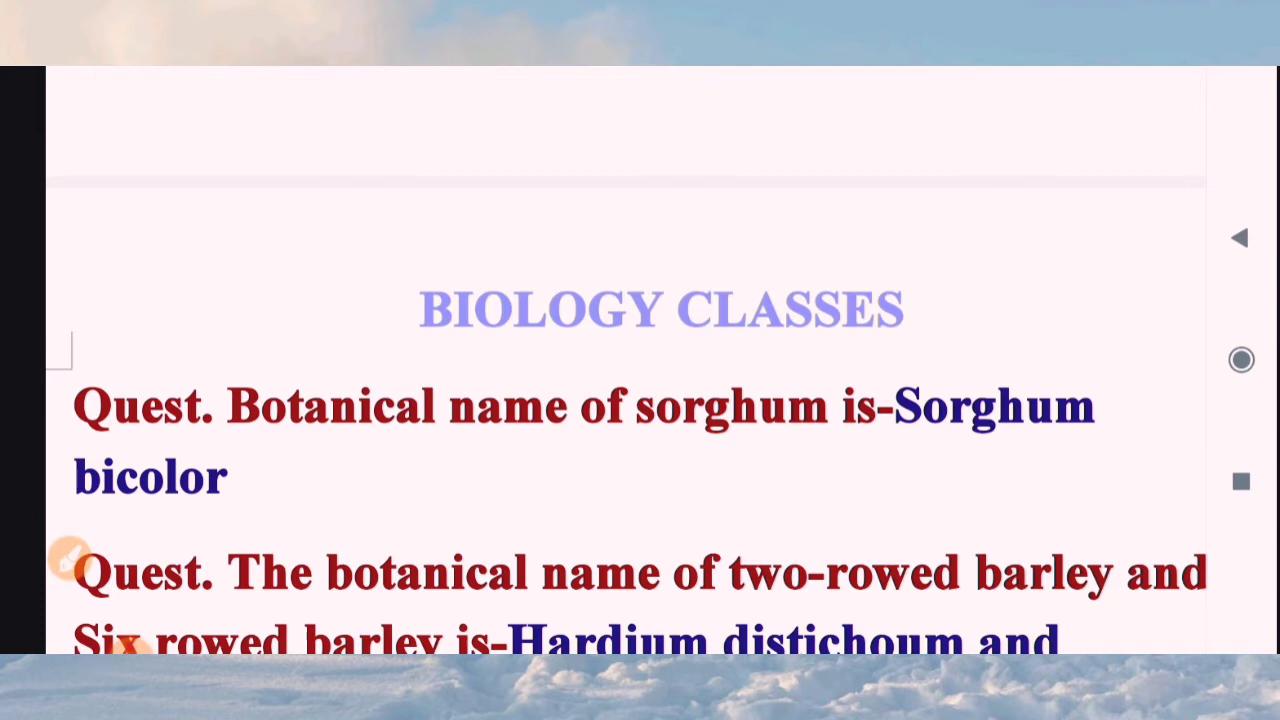 BIOLOGY CLASSES
Quest. Botanical name of sorghum is-Sorghum
bicolor
Quest. The botanical name of two-rowed barley and
Six rowed barley is-Hardium distichoum and